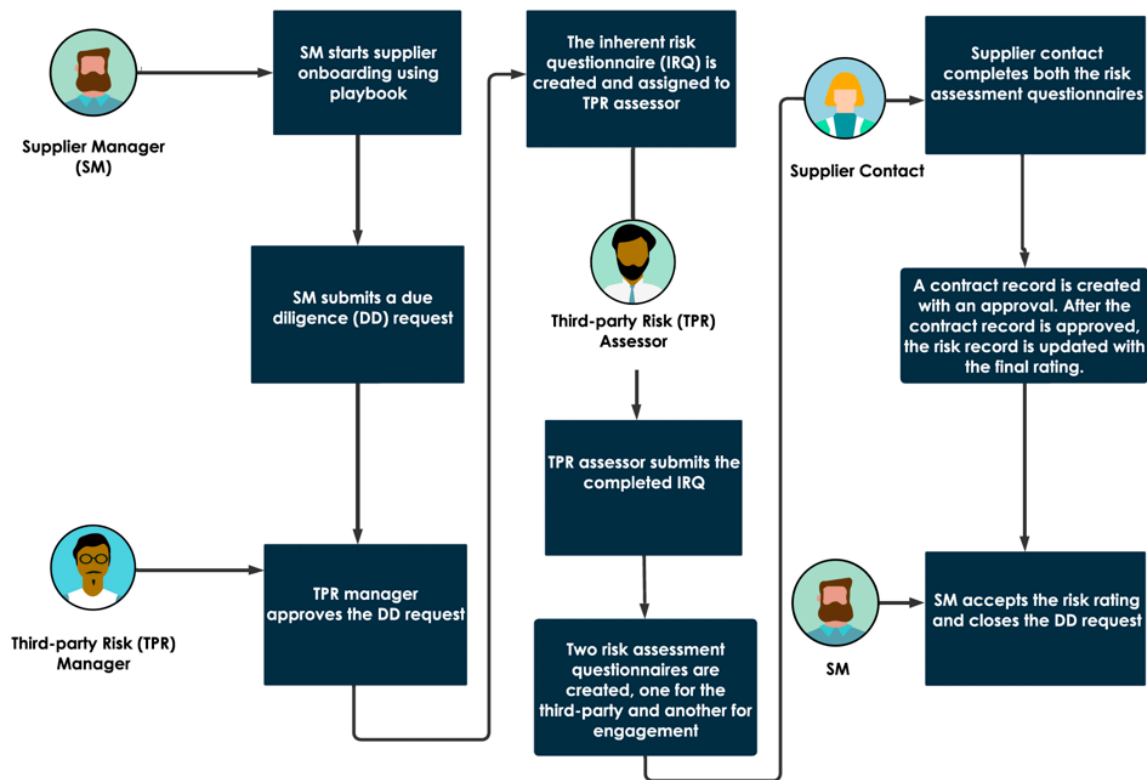 SM starts supplier
onboarding using
playbook
Supplier Manager
(SM)
SM submits a due
diligence (DD) request
TPR manager
approves the DD request
Third-party Risk (TPR)
Manager
The inherent risk
questionnaire (IRQ) is
created and assigned to
TPR assessor
Third-party Risk (TPR)
Assessor
TPR assessor submits the
completed IRQ
Two risk assessment
questionnaires are
created, one for the
third-party and another for
engagement
Supplier contact
completes both the risk
assessment questionnaires
Supplier Contact
A contract record is created
with an approval. After the
contract record is approved,
the risk record is updated with
the final rating.
SM accepts the risk rating
and closes the DD request
SM